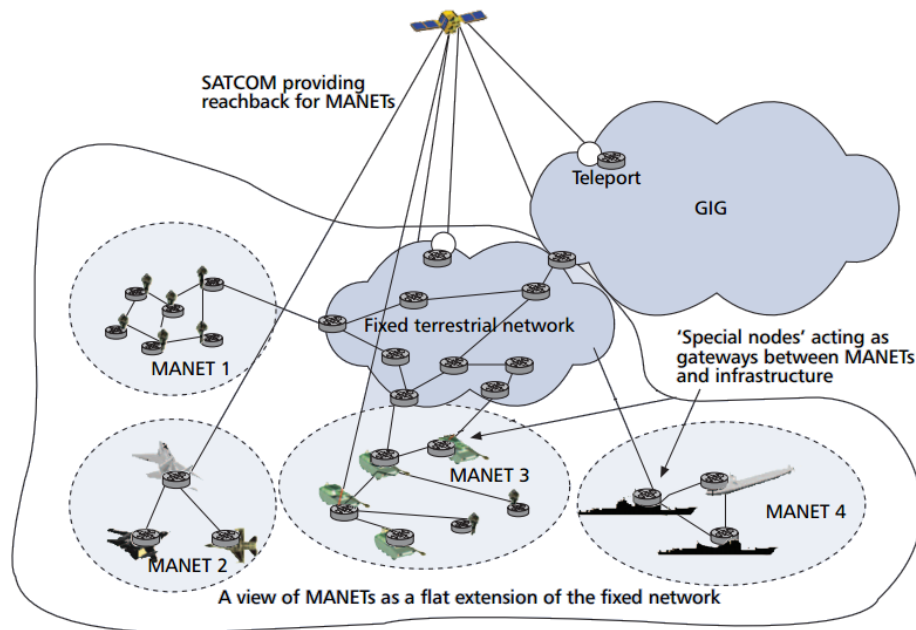 SATCOM providing
reachback for MANETs
Teleport
GIG
Fixed terrestrial network
'Special nodes' acting as
gateways between MANETs
and infrastructure
MANET 1
MANET 3
MANET 4
MANET 2
A view of MANETs as a flat extension of the fixed network